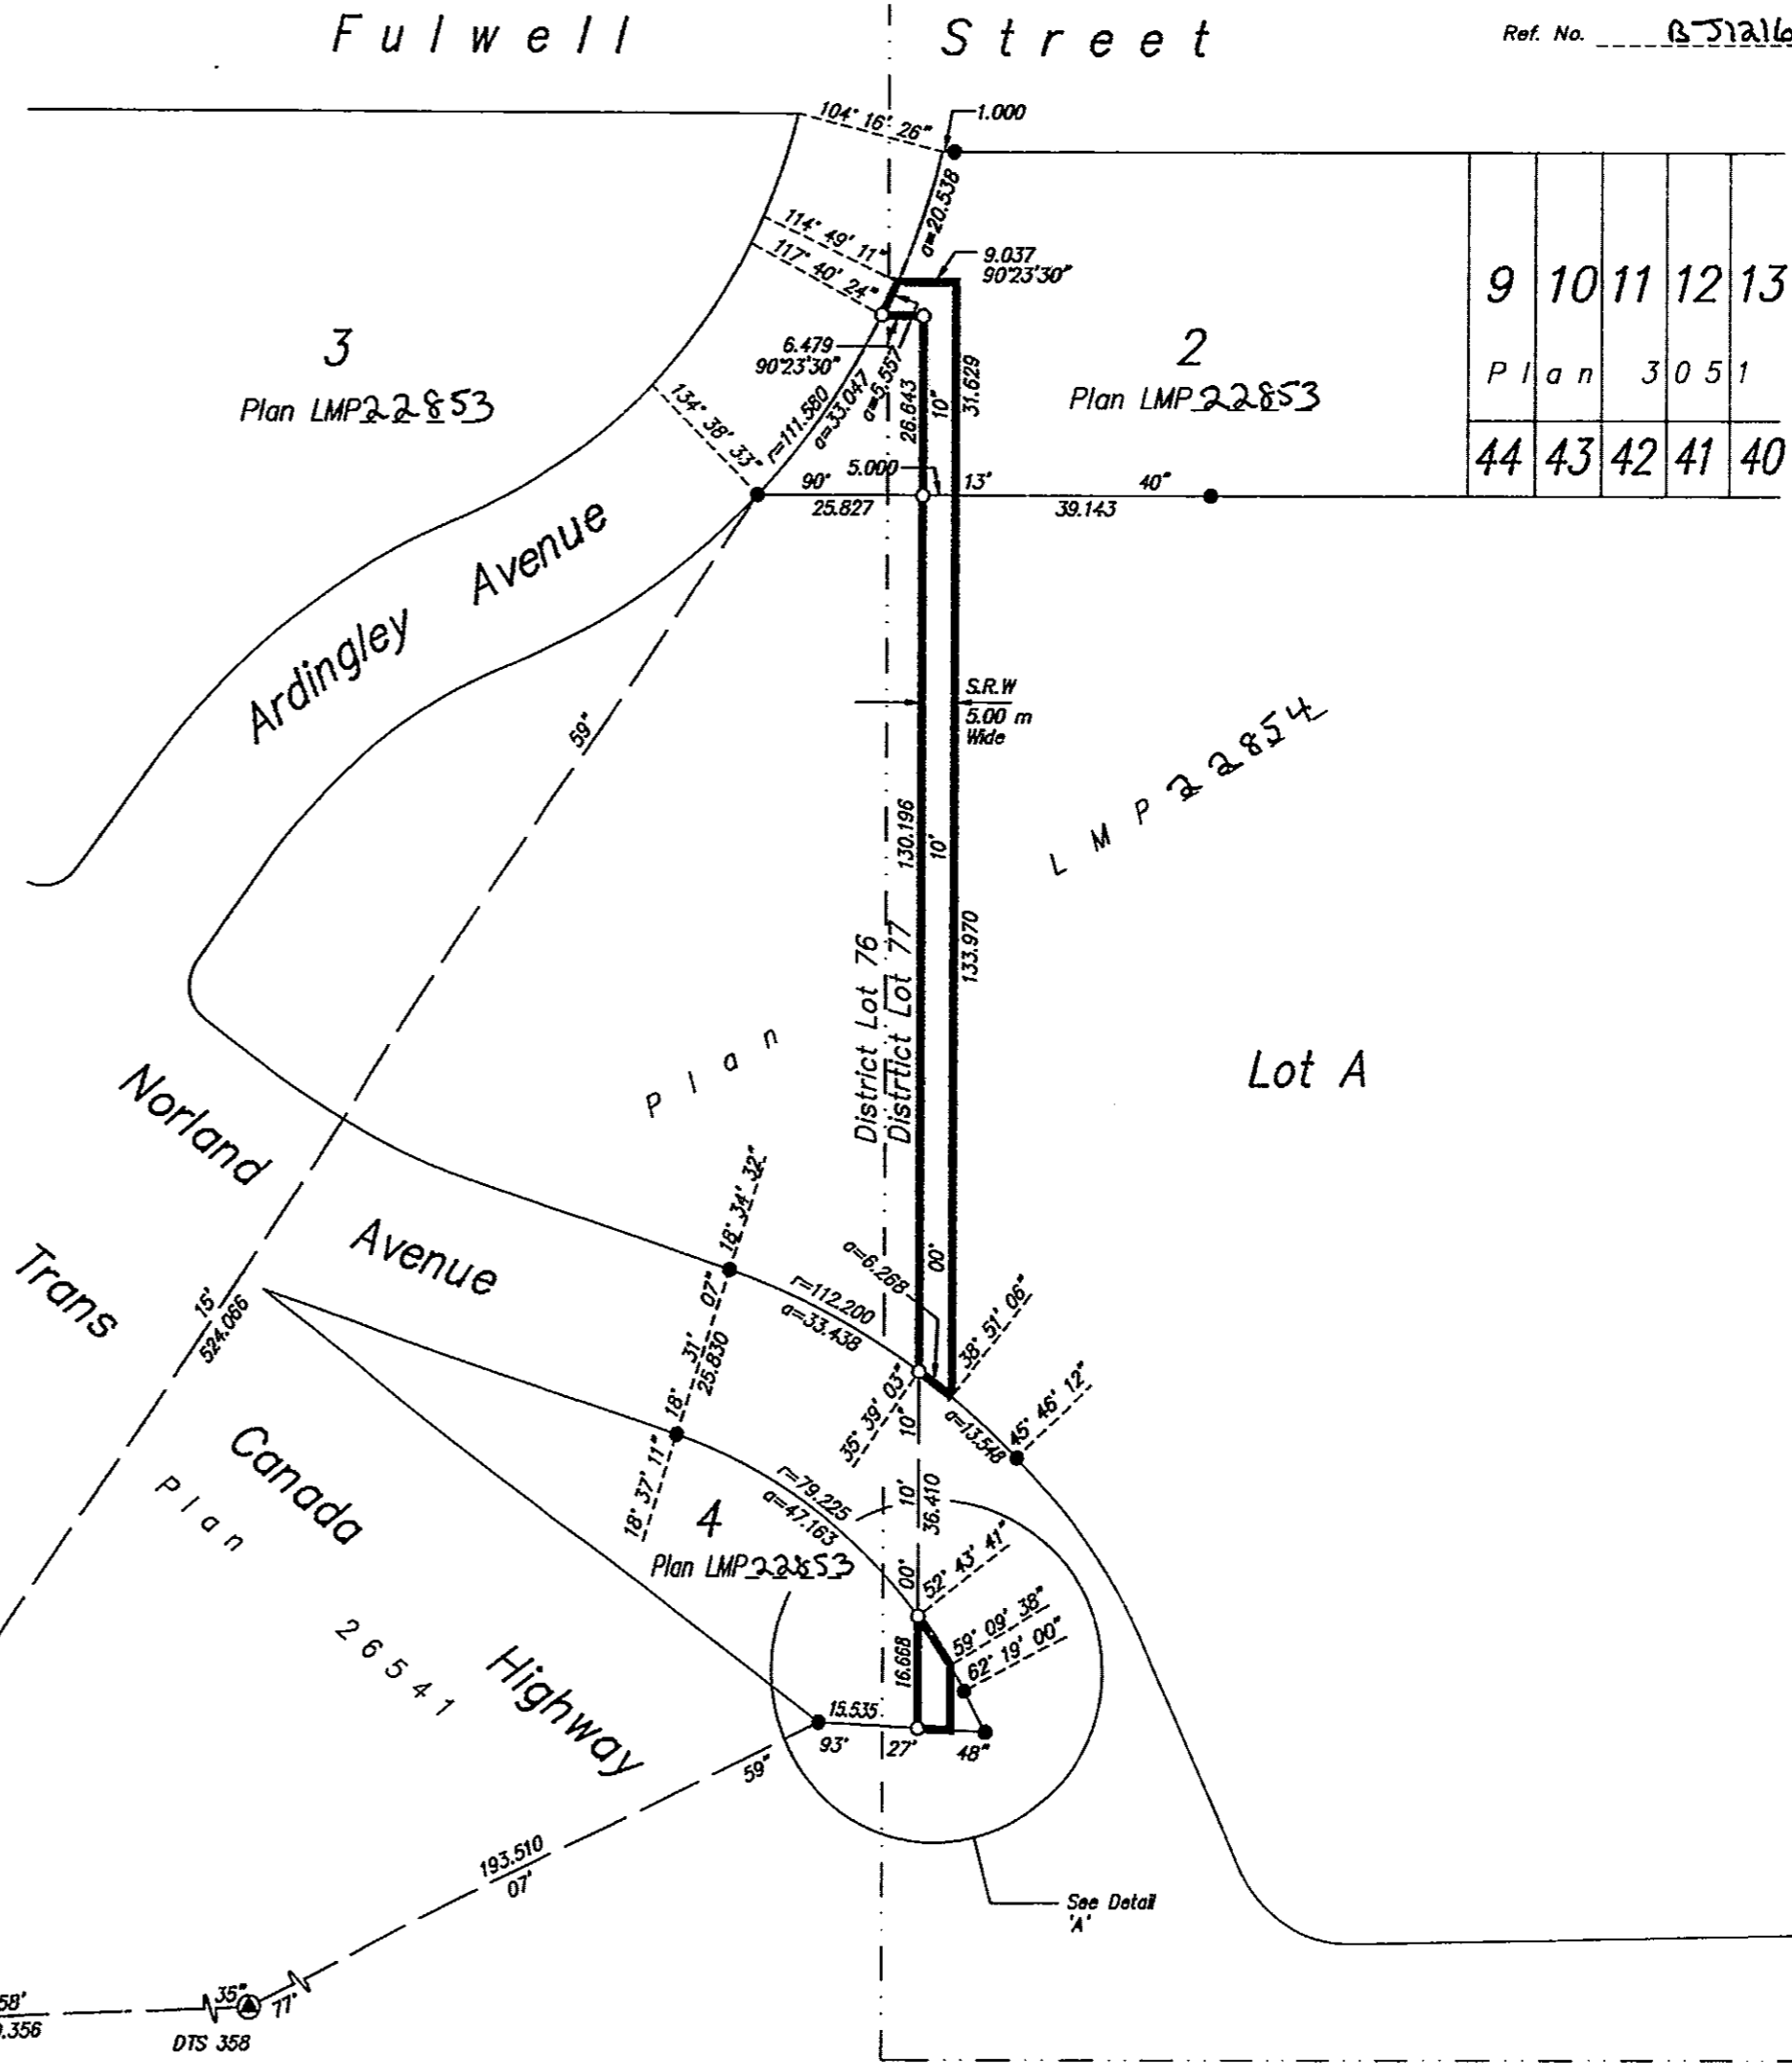 Fulwell Street
Ref. No. BJ1216
104° 16' 26"
1.000
a=20.538
114° 49' 11"
117° 40' 24"
9.037
90°23'30"
9 10 11 12 13
Plan 3051
44 43 42 41 40
3
Plan LMP22853
6.479
90°23'30"
a=5.557
2
Plan LMP22853
134° 38' 33"
r=111.580
a=33.047
26.643
10"
31.629
90°
5.000
13'
40"
25.827
39.143
Ardingley Avenue
59"
S.R.W
5.00 m
Wide
LMP 22854
130.196
10'
133.970
District Lot 76
Distrtict Lot 77
Plan
Lot A
Norland
Avenue
18° 34' 32"
18° 31' 07"
25.830
a=6.268
00°
r=112.200
a=33.438
38° 51' 06"
Trans
15'
524.066
35° 39' 03"
10"
a=13.548
45° 46' 12"
Canada
Plan
18° 37' 11"
r=79.225
a=47.163
10'
36.410
4
Plan LMP22853
00°
52° 43' 41"
59° 09' 38"
62° 19' 00"
26541
Highway
16.668
15.535
93°
27'
48"
59"
193.510
07'
See Detail
'A'
58'
.356
35"
77°
DTS 358